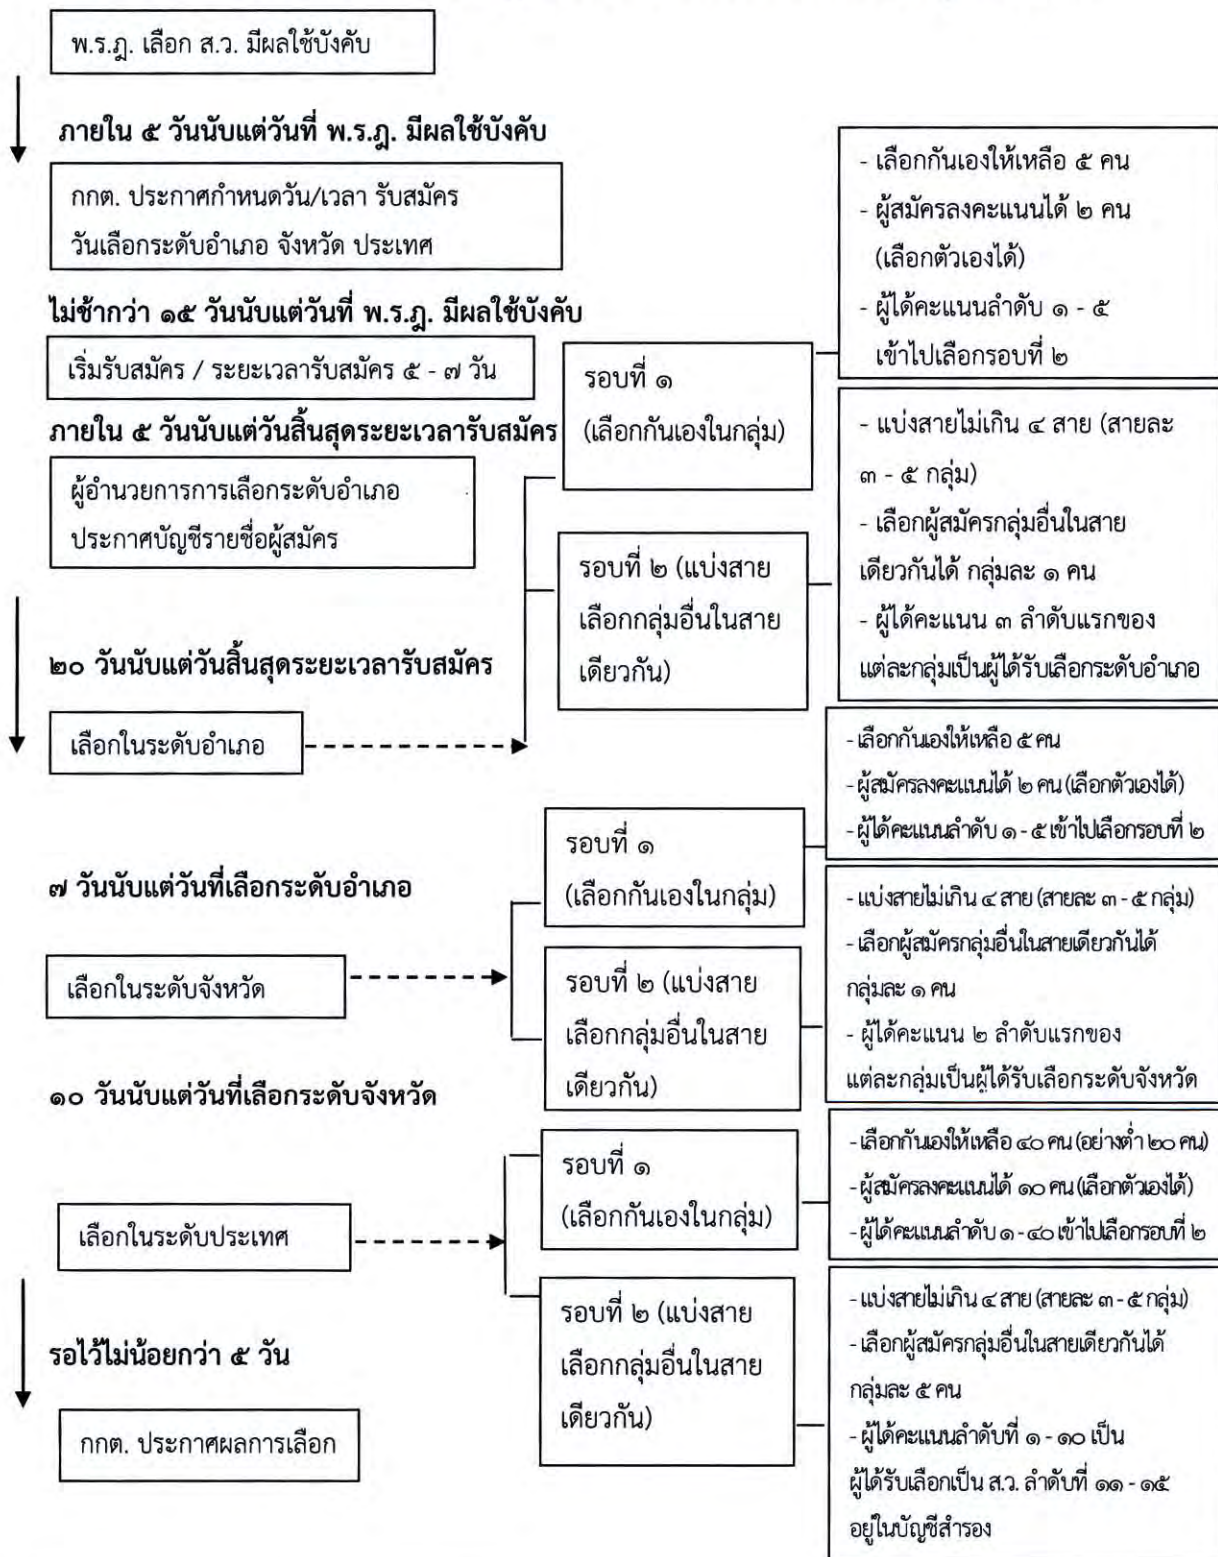 พ.ร.ฎ. เลือก ส.ว. มีผลใช้บังคับ
ภายใน ๕ วันนับแต่วันที่ พ.ร.ฎ. มีผลใช้บังคับ
กกต. ประกาศกำหนดวัน/เวลา รับสมัคร
วันเลือกระดับอำเภอ จังหวัด ประเทศ
ไม่ช้ากว่า ๑๕ วันนับแต่วันที่ พ.ร.ฎ. มีผลใช้บังคับ
เริ่มรับสมัคร / ระยะเวลารับสมัคร ๕ - ๗ วัน
ภายใน ๕ วันนับแต่วันสิ้นสุดระยะเวลารับสมัคร
ผู้อำนวยการการเลือกระดับอำเภอ
ประกาศบัญชีรายชื่อผู้สมัคร
๒๐ วันนับแต่วันสิ้นสุดระยะเวลารับสมัคร
เลือกในระดับอำเภอ
รอบที่ ๑
(เลือกกันเองในกลุ่ม)
- เลือกกันเองให้เหลือ ๕ คน
- ผู้สมัครลงคะแนนได้ ๒ คน
(เลือกตัวเองได้)
- ผู้ได้คะแนนลำดับ ๑ - ๕
เข้าไปเลือกรอบที่ ๒
รอบที่ ๒ (แบ่งสาย
เลือกกลุ่มอื่นในสาย
เดียวกัน)
- แบ่งสายไม่เกิน ๔ สาย (สายละ
๓ - ๕ กลุ่ม)
- เลือกผู้สมัครกลุ่มอื่นในสาย
เดียวกันได้ กลุ่มละ ๑ คน
- ผู้ได้คะแนน ๓ ลำดับแรกของ
แต่ละกลุ่มเป็นผู้ได้รับเลือกระดับอำเภอ
๗ วันนับแต่วันที่เลือกระดับอำเภอ
เลือกในระดับจังหวัด
รอบที่ ๑
(เลือกกันเองในกลุ่ม)
- เลือกกันเองให้เหลือ ๕ คน
- ผู้สมัครลงคะแนนได้ ๒ คน (เลือกตัวเองได้)
- ผู้ได้คะแนนลำดับ ๑ - ๕ เข้าไปเลือกรอบที่ ๒
รอบที่ ๒ (แบ่งสาย
เลือกกลุ่มอื่นในสาย
เดียวกัน)
- แบ่งสายไม่เกิน ๔ สาย (สายละ ๓ - ๕ กลุ่ม)
- เลือกผู้สมัครกลุ่มอื่นในสายเดียวกันได้
กลุ่มละ ๑ คน
- ผู้ได้คะแนน ๒ ลำดับแรกของ
แต่ละกลุ่มเป็นผู้ได้รับเลือกระดับจังหวัด
๑๐ วันนับแต่วันที่เลือกระดับจังหวัด
เลือกในระดับประเทศ
รอบที่ ๑
(เลือกกันเองในกลุ่ม)
- เลือกกันเองให้เหลือ ๔๐ คน (อย่างต่ำ ๒๐ คน)
- ผู้สมัครลงคะแนนได้ ๑๐ คน (เลือกตัวเองได้)
- ผู้ได้คะแนนลำดับ ๑ - ๔๐ เข้าไปเลือกรอบที่ ๒
รอบที่ ๒ (แบ่งสาย
เลือกกลุ่มอื่นในสาย
เดียวกัน)
- แบ่งสายไม่เกิน ๔ สาย (สายละ ๓ - ๕ กลุ่ม)
- เลือกผู้สมัครกลุ่มอื่นในสายเดียวกันได้
กลุ่มละ ๕ คน
- ผู้ได้คะแนนลำดับที่ ๑ - ๑๐ เป็น
ผู้ได้รับเลือกเป็น ส.ว. ลำดับที่ ๑๑ - ๑๕
อยู่ในบัญชีสำรอง
รอไว้ไม่น้อยกว่า ๕ วัน
กกต. ประกาศผลการเลือก